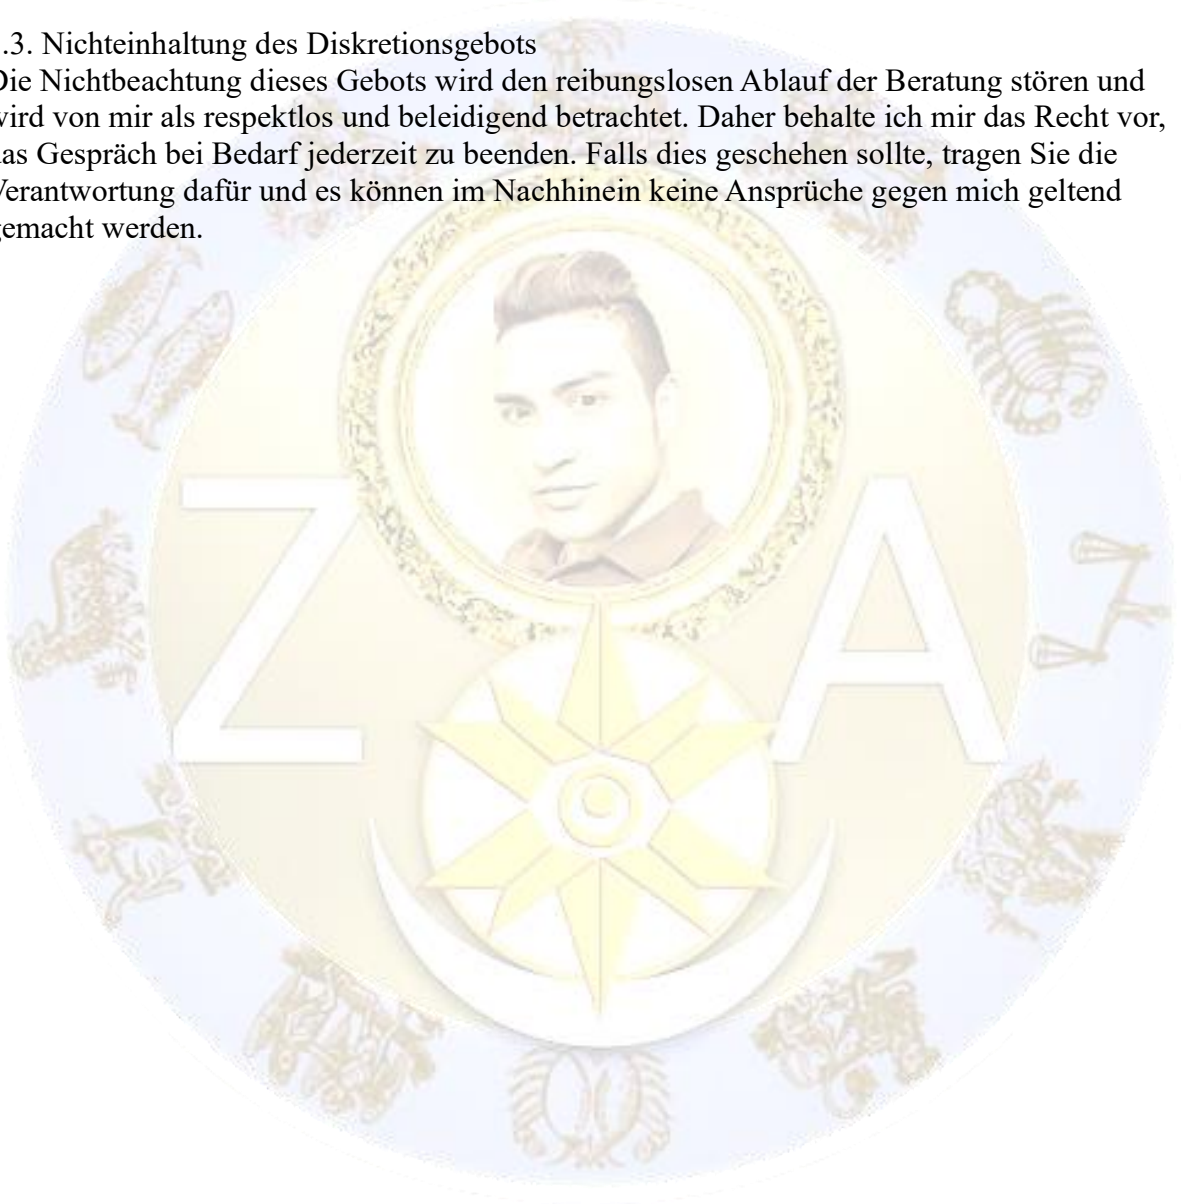 .3. Nichteinhaltung des Diskretionsgebots
Die Nichtbeachtung dieses Gebots wird den reibungslosen Ablauf der Beratung stören und
wird von mir als respektlos und beleidigend betrachtet. Daher behalte ich mir das Recht vor,
das Gespräch bei Bedarf jederzeit zu beenden. Falls dies geschehen sollte, tragen Sie die
Verantwortung dafür und es können im Nachhinein keine Ansprüche gegen mich geltend
gemacht werden.
Z A